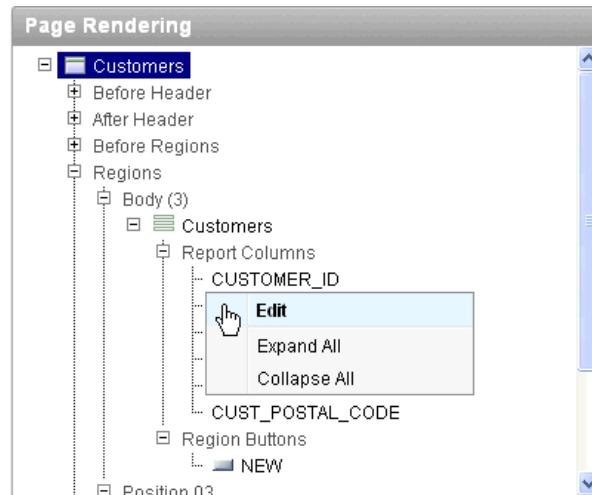 Page Rendering
Customers
Before Header
After Header
Before Regions
Regions
Body (3)
Customers
Report Columns
CUSTOMER_ID
Edit
Expand All
Collapse All
CUST_POSTAL_CODE
Region Buttons
NEW
Position 03